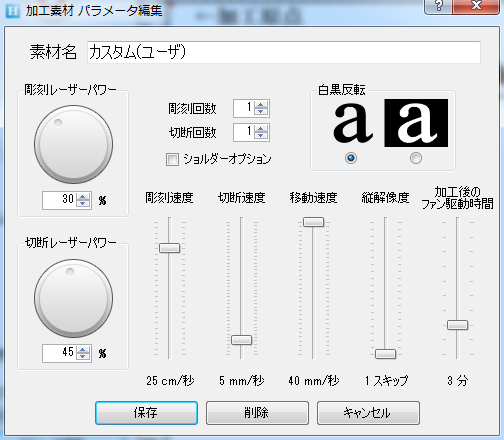 加工素材 パラメータ編集
素材名 カスタム(ユーザ)
彫刻レーザーパワー
30 %
彫刻回数 1
切断回数 1
ショルダーオプション
白黒反転
a a
切断レーザーパワー
45 %
彫刻速度 切断速度 移動速度 縦解像度 加工後の
ファン駆動時間
25 cm/秒 5 mm/秒 40 mm/秒 1 スキップ 3 分
保存 削除 キャンセル